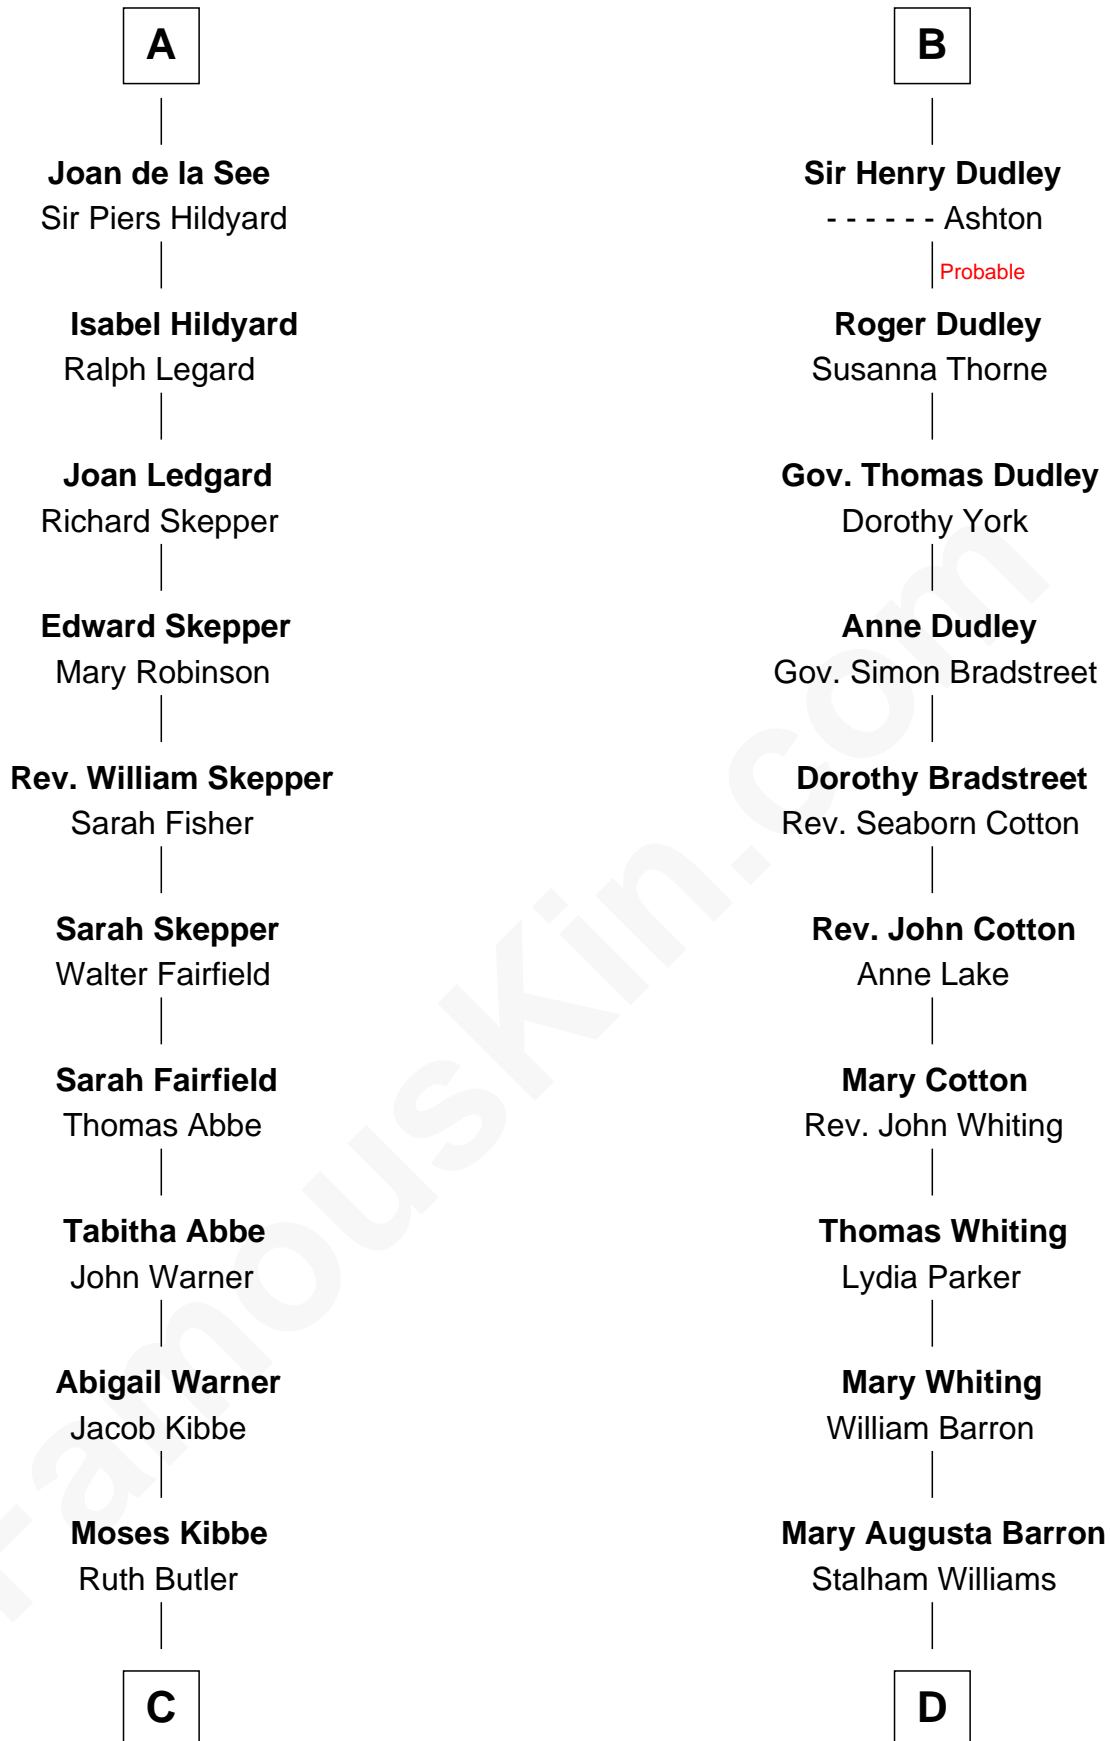 A
Joan de la See
Sir Piers Hildyard
Isabel Hildyard
Ralph Legard
Joan Ledgard
Richard Skepper
Edward Skepper
Mary Robinson
Rev. William Skepper
Sarah Fisher
Sarah Skepper
Walter Fairfield
Sarah Fairfield
Thomas Abbe
Tabitha Abbe
John Warner
Abigail Warner
Jacob Kibbe
Moses Kibbe
Ruth Butler
C
B
Sir Henry Dudley
- - - - - - Ashton
Probable
Roger Dudley
Susanna Thorne
Gov. Thomas Dudley
Dorothy York
Anne Dudley
Gov. Simon Bradstreet
Dorothy Bradstreet
Rev. Seaborn Cotton
Rev. John Cotton
Anne Lake
Mary Cotton
Rev. John Whiting
Thomas Whiting
Lydia Parker
Mary Whiting
William Barron
Mary Augusta Barron
Stalham Williams
D
FamousKin.com